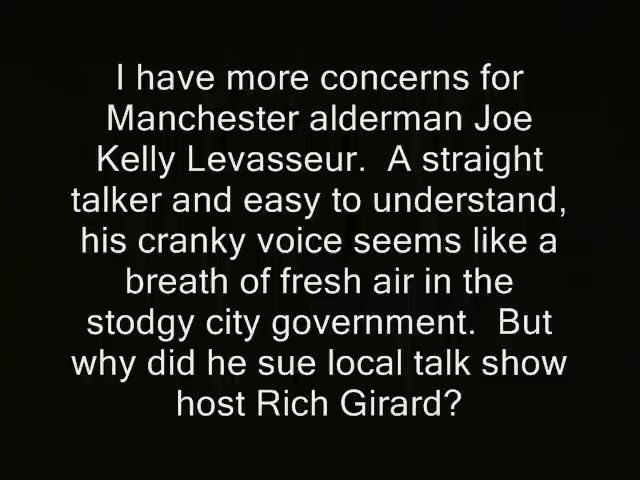 I have more concerns for
Manchester alderman Joe
Kelly Levasseur.  A straight
talker and easy to understand,
his cranky voice seems like a
breath of fresh air in the
stodgy city government.  But
why did he sue local talk show
host Rich Girard?